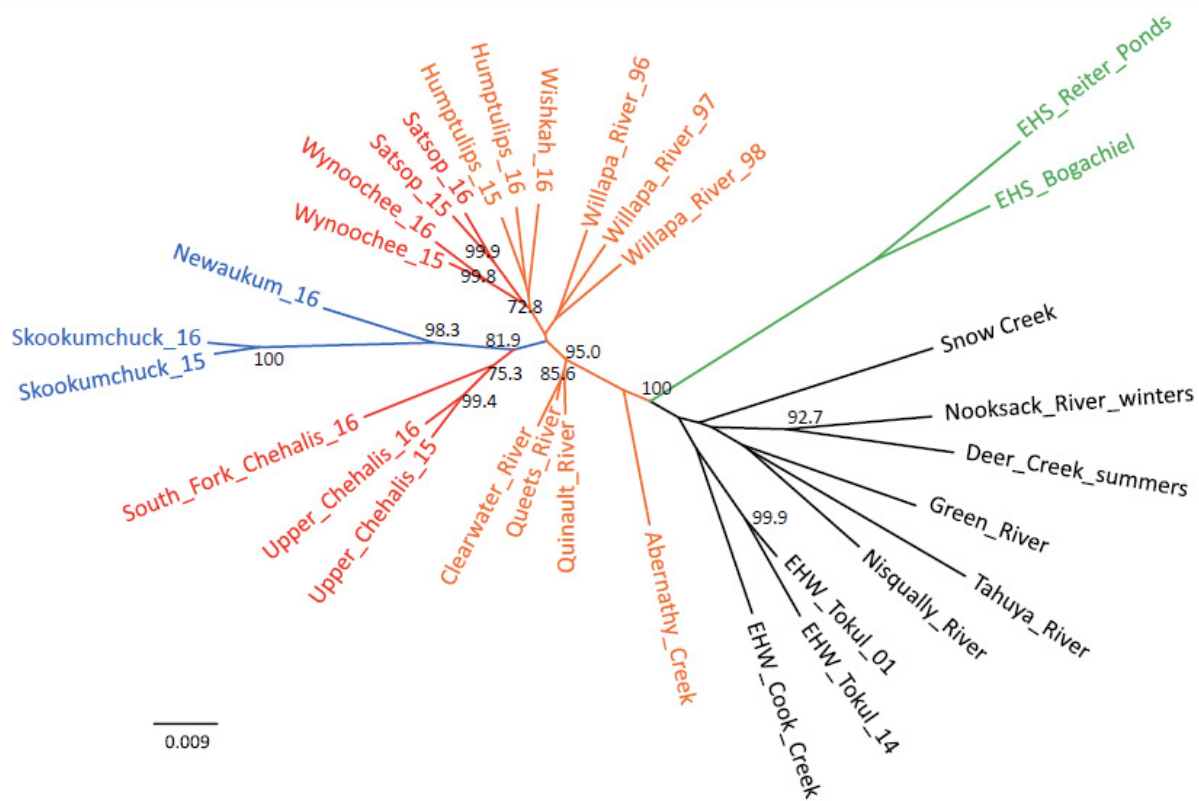 EHS_Reiter_Ponds
EHS_Bogachiel
Willapa_River_96
Willapa_River_97
Willapa_River_98
Wishkah_16
Humptulips_16
Humptulips_15
Satsop_16
Satsop_15
Wynoochee_16
Wynoochee_15
99.9
99.8
72.8
Newaukum_16
98.3
81.9
Skookumchuck_16
Skookumchuck_15
100
75.3
99.4
South_Fork_Chehalis_16
Upper_Chehalis_16
Upper_Chehalis_15
95.0
85.6
Clearwater_River
Queets_River
Quinault_River
100
Abernathy_Creek
Snow Creek
92.7
Nooksack_River_winters
Deer_Creek_summers
Green_River
Tahuya_River
Nisqually_River
99.9
EHW_Tokul_01
EHW_Tokul_14
EHW_Cook_Creek
0.009